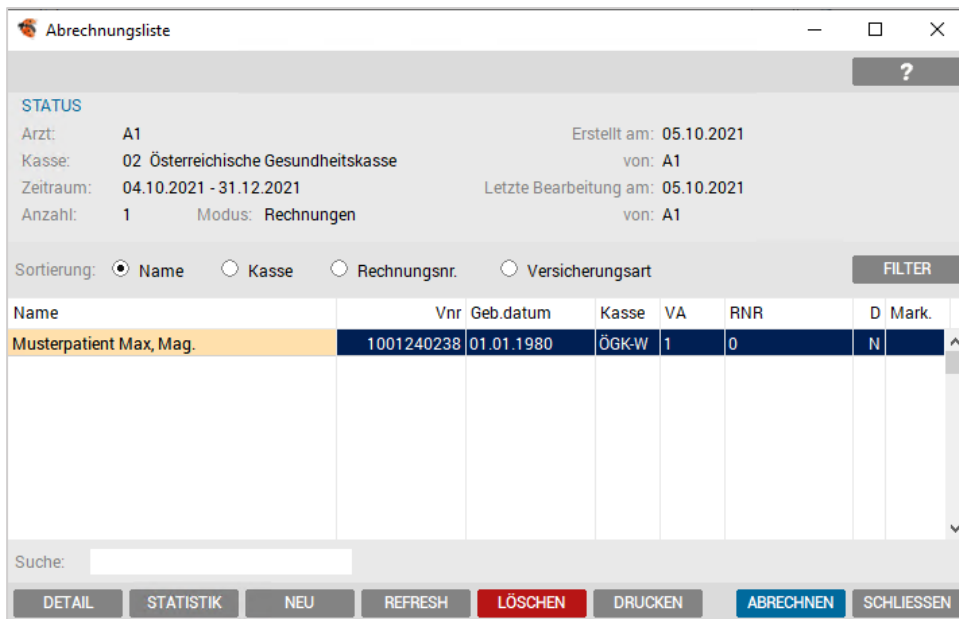 Abrechnungsliste
?
STATUS
Arzt: A1 Erstellt am: 05.10.2021
Kasse: 02 Österreichische Gesundheitskasse von: A1
Zeitraum: 04.10.2021 - 31.12.2021 Letzte Bearbeitung am: 05.10.2021
Anzahl: 1 Modus: Rechnungen von: A1
Sortierung: Name Kasse Rechnungsnr. Versicherungsart FILTER
Name Vnr Geb.datum Kasse VA RNR D Mark.
Musterpatient Max, Mag. 1001240238 01.01.1980 ÖGK-W 1 0 N
Suche:
DETAIL STATISTIK NEU REFRESH LÖSCHEN DRUCKEN ABRECHNEN SCHLIESSEN